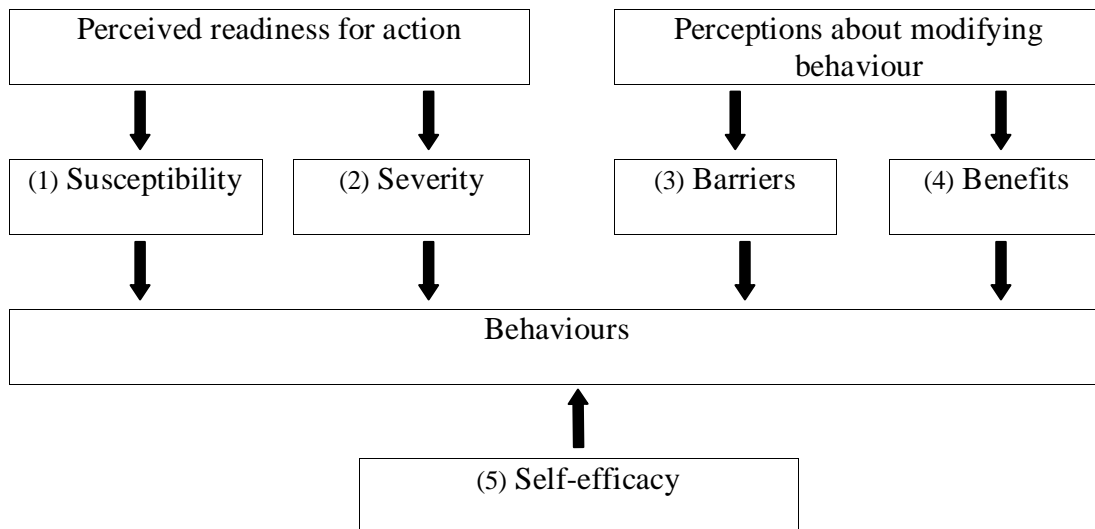 Perceived readiness for action
Perceptions about modifying
behaviour
(1) Susceptibility
(2) Severity
(3) Barriers
(4) Benefits
Behaviours
(5) Self-efficacy